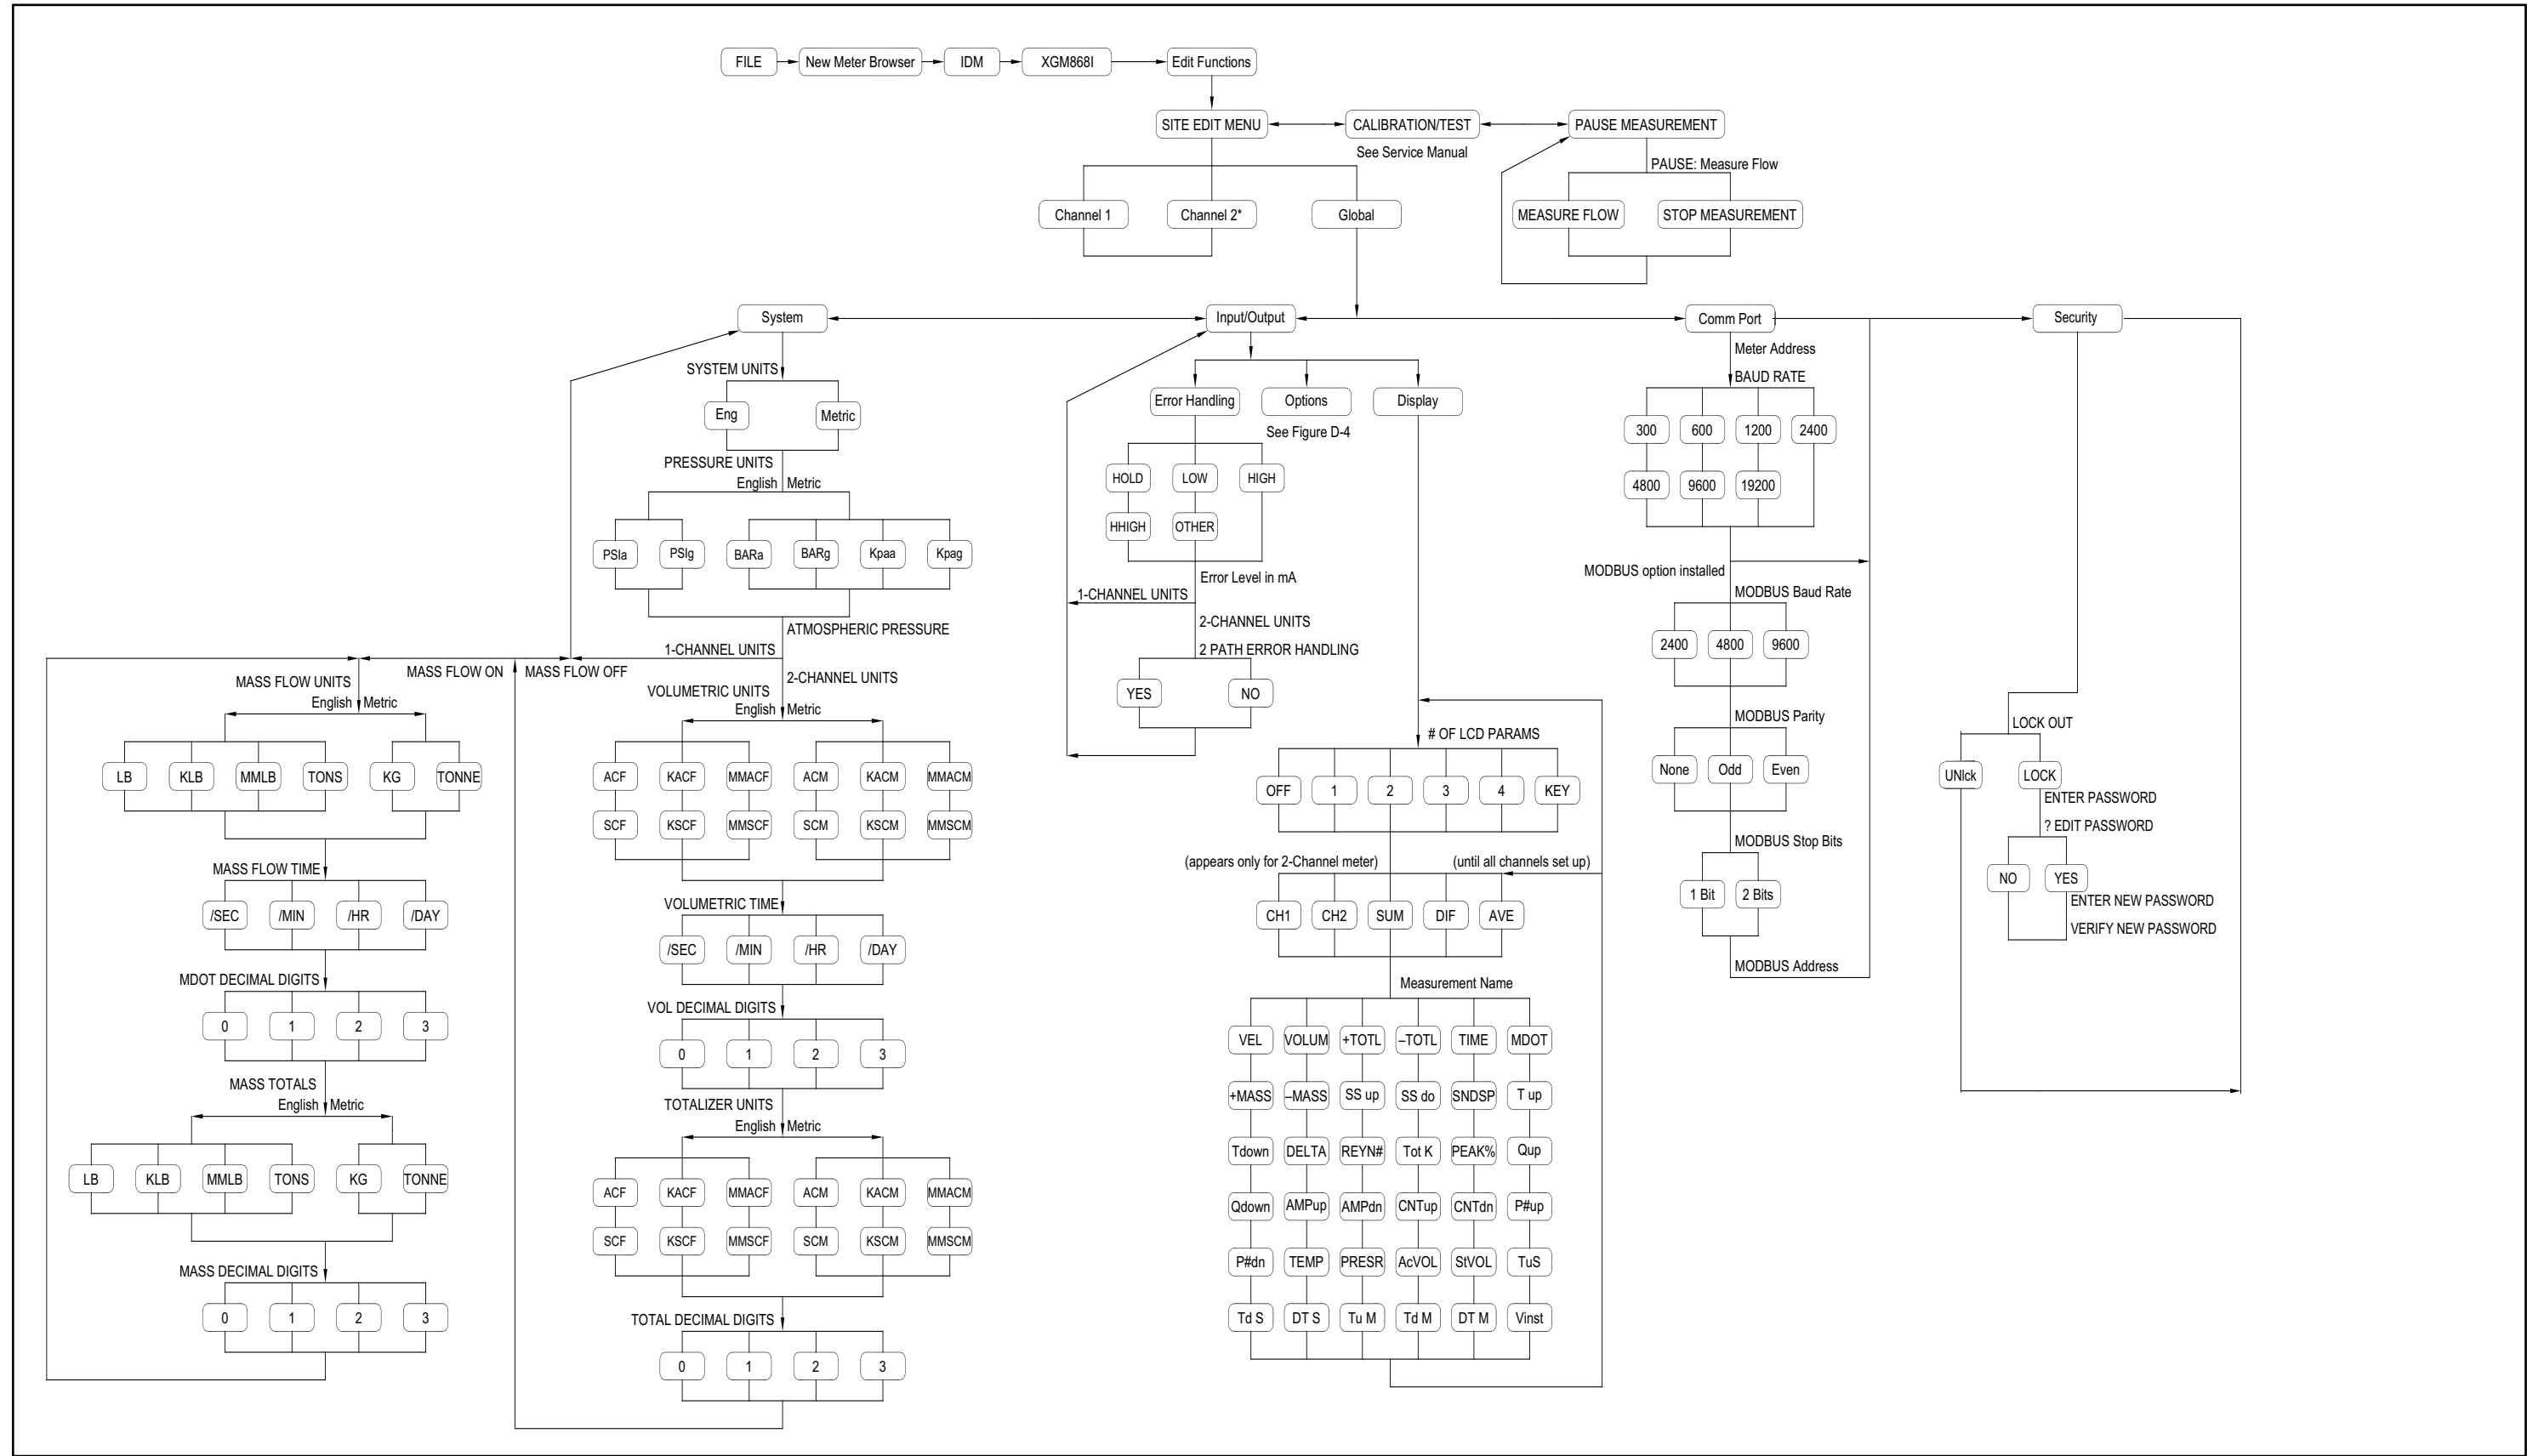 FILE
New Meter Browser
IDM
XGM868I
Edit Functions
SITE EDIT MENU
CALIBRATION/TEST
PAUSE MEASUREMENT
See Service Manual
PAUSE: Measure Flow
Channel 1
Channel 2*
Global
MEASURE FLOW
STOP MEASUREMENT
System
Input/Output
Comm Port
Security
SYSTEM UNITS
Eng
Metric
PRESSURE UNITS
English
Metric
PSIa
PSIg
BARa
BARg
Kpaa
Kpag
ATMOSPHERIC PRESSURE
1-CHANNEL UNITS
MASS FLOW ON
MASS FLOW OFF
2-CHANNEL UNITS
MASS FLOW UNITS
English
Metric
LB
KLB
MMLB
TONS
KG
TONNE
MASS FLOW TIME
/SEC
/MIN
/HR
/DAY
MDOT DECIMAL DIGITS
0
1
2
3
MASS TOTALS
English
Metric
LB
KLB
MMLB
TONS
KG
TONNE
MASS DECIMAL DIGITS
0
1
2
3
VOLUMETRIC UNITS
English
Metric
ACF
KACF
MMACF
ACM
KACM
MMACM
SCF
KSCF
MMSCF
SCM
KSCM
MMSCM
VOLUMETRIC TIME
/SEC
/MIN
/HR
/DAY
VOL DECIMAL DIGITS
0
1
2
3
TOTALIZER UNITS
English
Metric
ACF
KACF
MMACF
ACM
KACM
MMACM
SCF
KSCF
MMSCF
SCM
KSCM
MMSCM
TOTAL DECIMAL DIGITS
0
1
2
3
Error Handling
Options
Display
See Figure D-4
HOLD
LOW
HIGH
HHIGH
OTHER
Error Level in mA
1-CHANNEL UNITS
2-CHANNEL UNITS
2 PATH ERROR HANDLING
YES
NO
# OF LCD PARAMS
OFF
1
2
3
4
KEY
(appears only for 2-Channel meter)
(until all channels set up)
CH1
CH2
SUM
DIF
AVE
Measurement Name
VEL
VOLUM
+TOTL
–TOTL
TIME
MDOT
+MASS
–MASS
SS up
SS do
SNDSP
T up
Tdown
DELTA
REYN#
Tot K
PEAK%
Qup
Qdown
AMPup
AMPdn
CNTup
CNTdn
P#up
P#dn
TEMP
PRESR
AcVOL
StVOL
TuS
Td S
DT S
Tu M
Td M
DT M
Vinst
Meter Address
BAUD RATE
300
600
1200
2400
4800
9600
19200
MODBUS option installed
MODBUS Baud Rate
2400
4800
9600
MODBUS Parity
None
Odd
Even
MODBUS Stop Bits
1 Bit
2 Bits
MODBUS Address
LOCK OUT
UNlck
LOCK
ENTER PASSWORD
? EDIT PASSWORD
NO
YES
ENTER NEW PASSWORD
VERIFY NEW PASSWORD